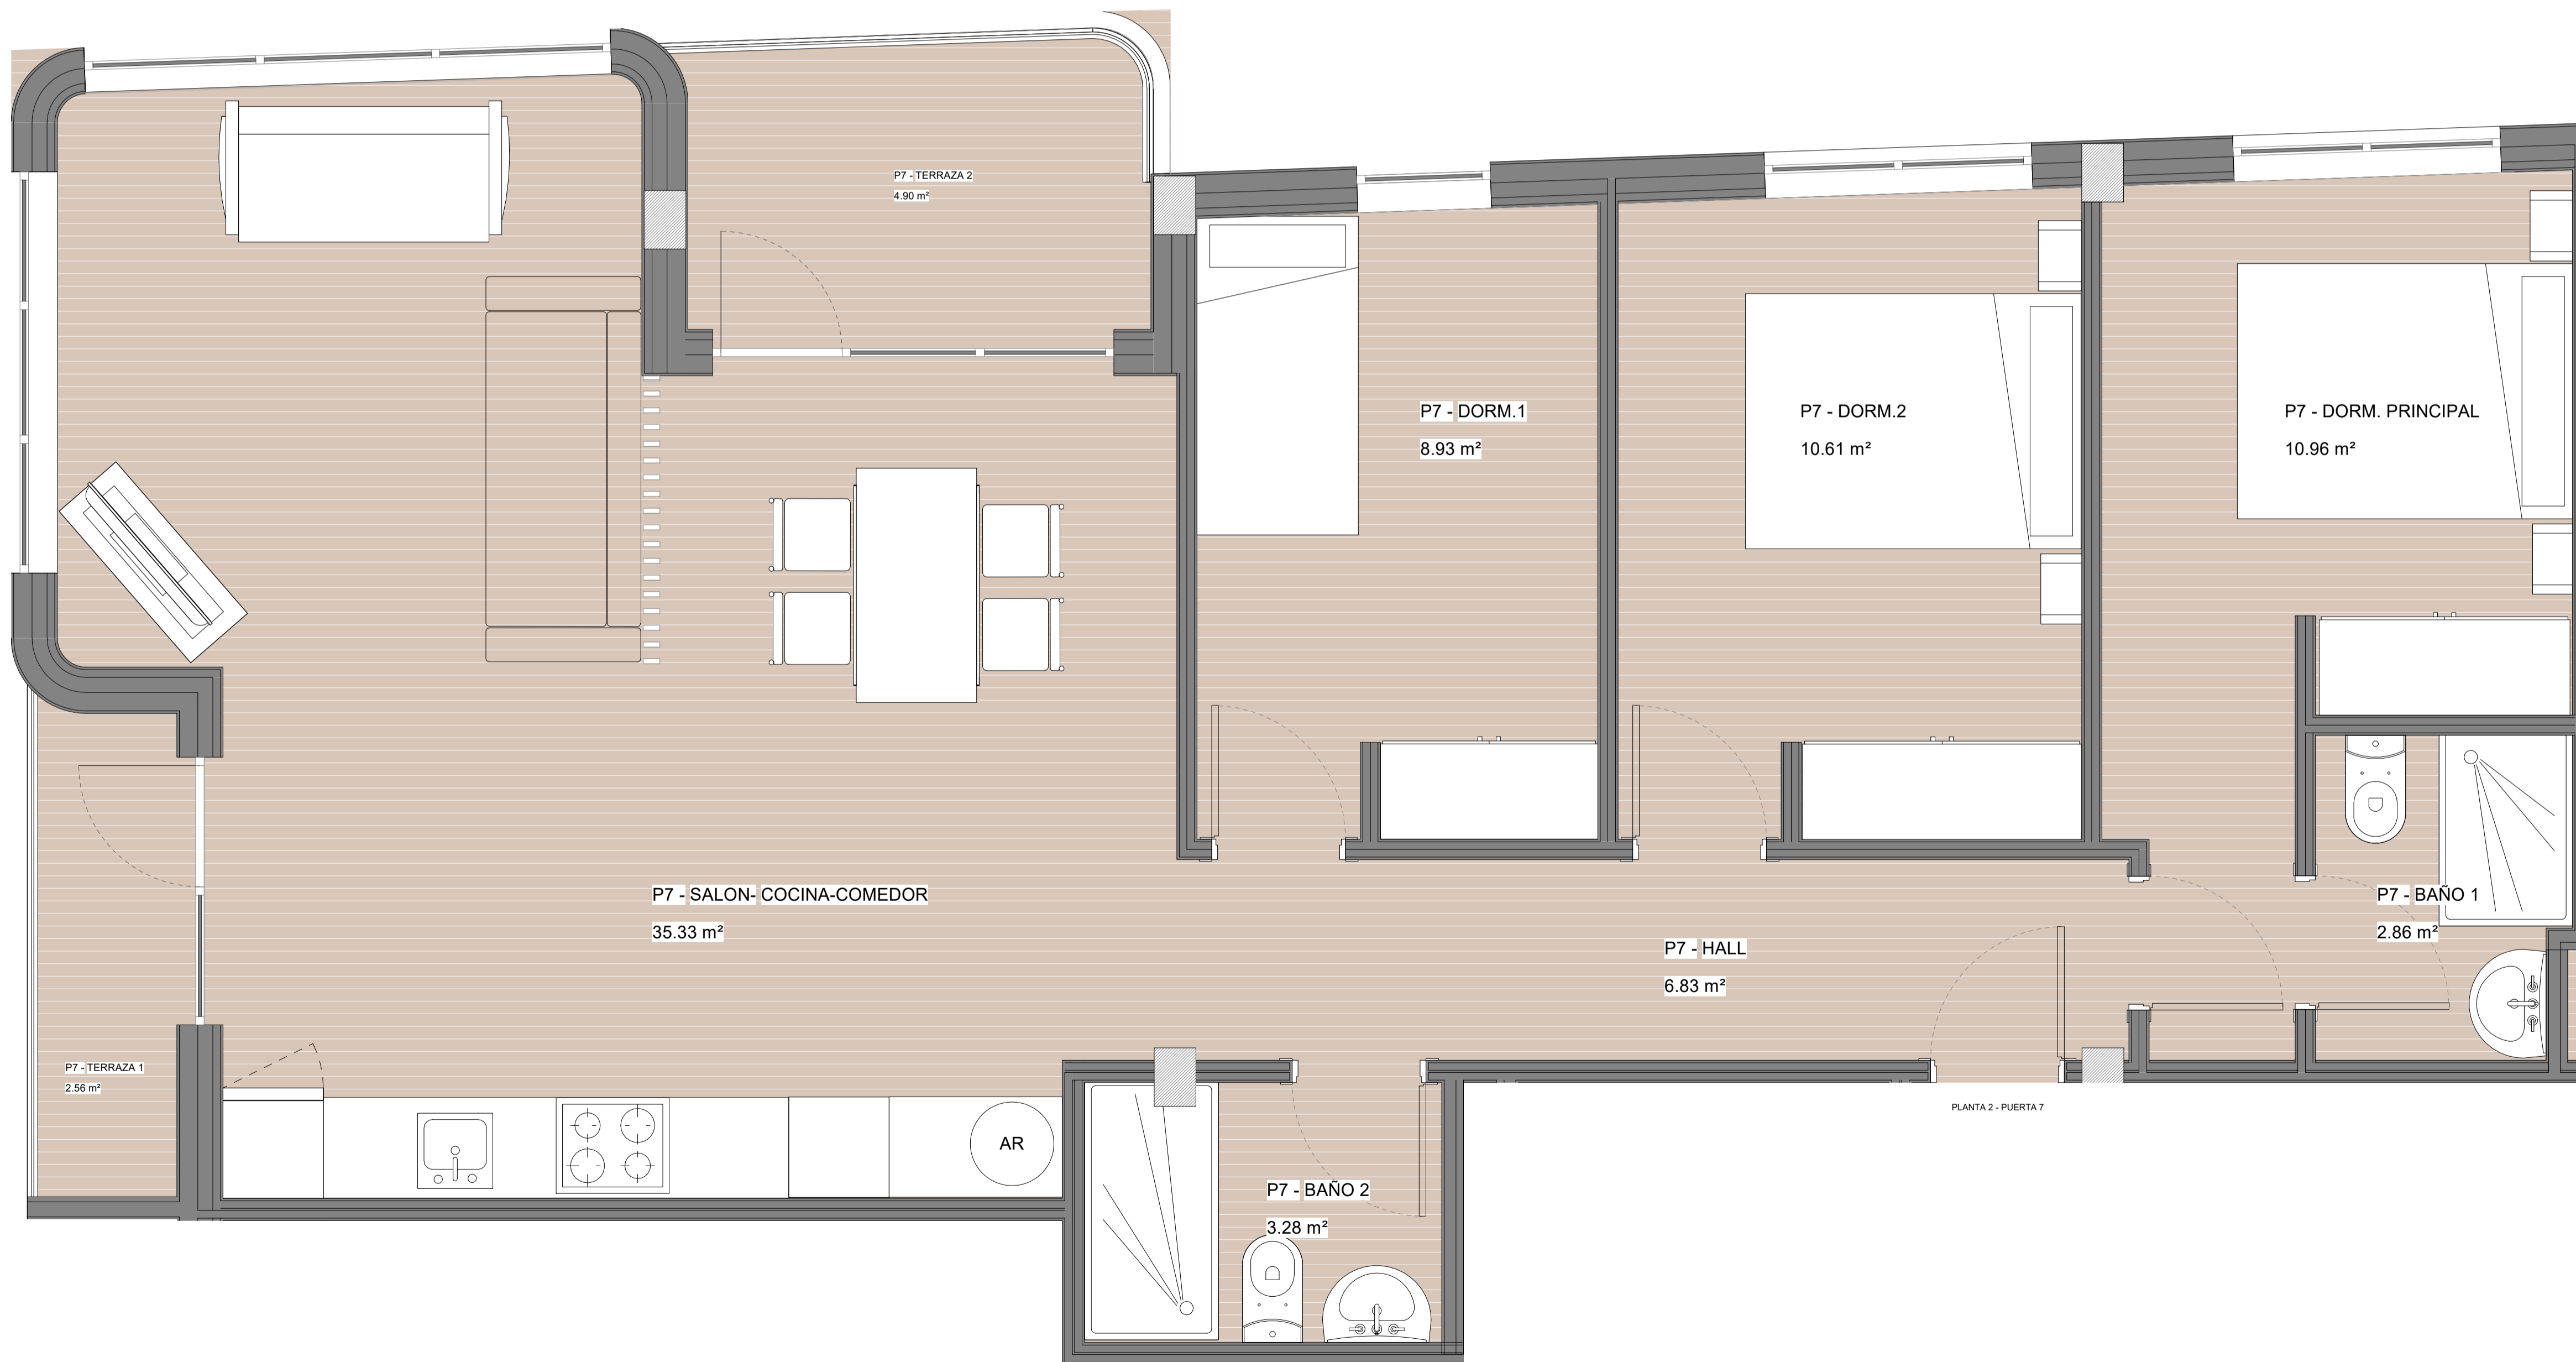 P7 - TERRAZA 2
4.90 m²
P7 - DORM.1
8.93 m²
P7 - DORM.2
10.61 m²
P7 - DORM. PRINCIPAL
10.96 m²
P7 - SALON- COCINA-COMEDOR
35.33 m²
P7 - HALL
6.83 m²
P7 - BAÑO 1
2.86 m²
P7 - TERRAZA 1
2.56 m²
AR
P7 - BAÑO 2
3.28 m²
PLANTA 2 - PUERTA 7